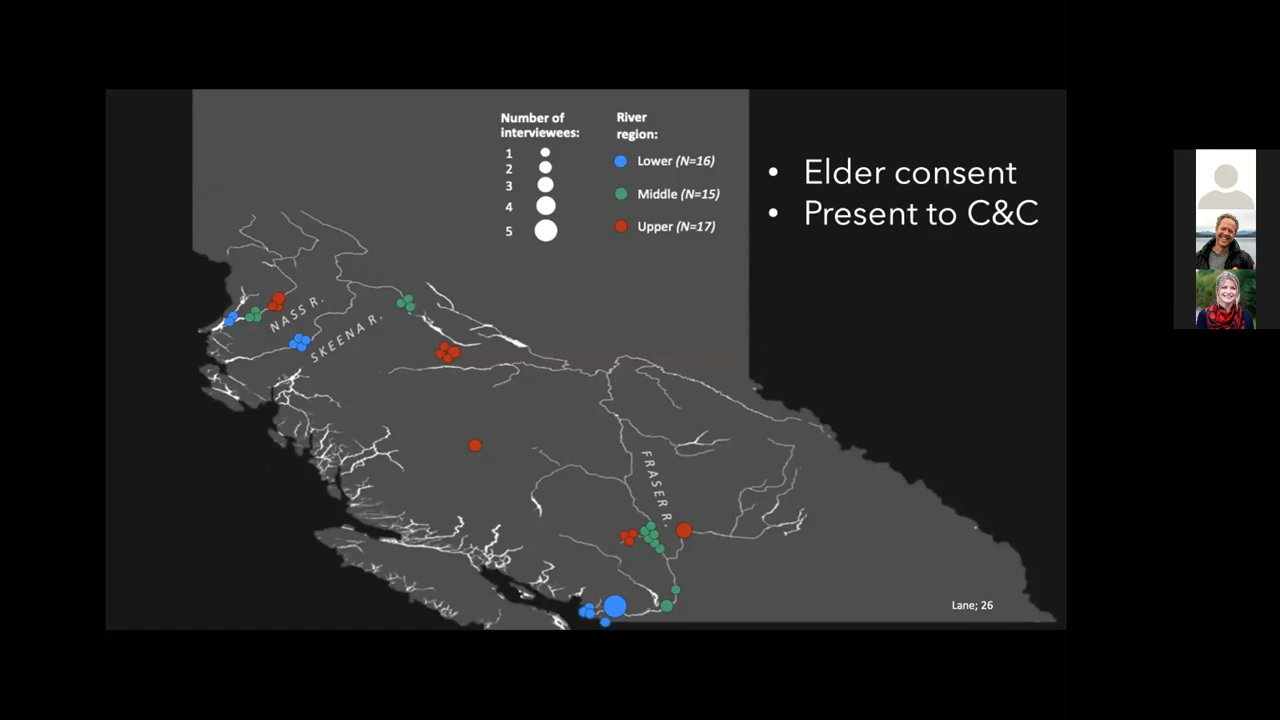 Number of
interviewees:
1
2
3
4
5
River
region:
Lower (N=16)
Middle (N=15)
Upper (N=17)
• Elder consent
• Present to C&C
NASS R.
SKEENA R.
FRASER R.
Lane; 26